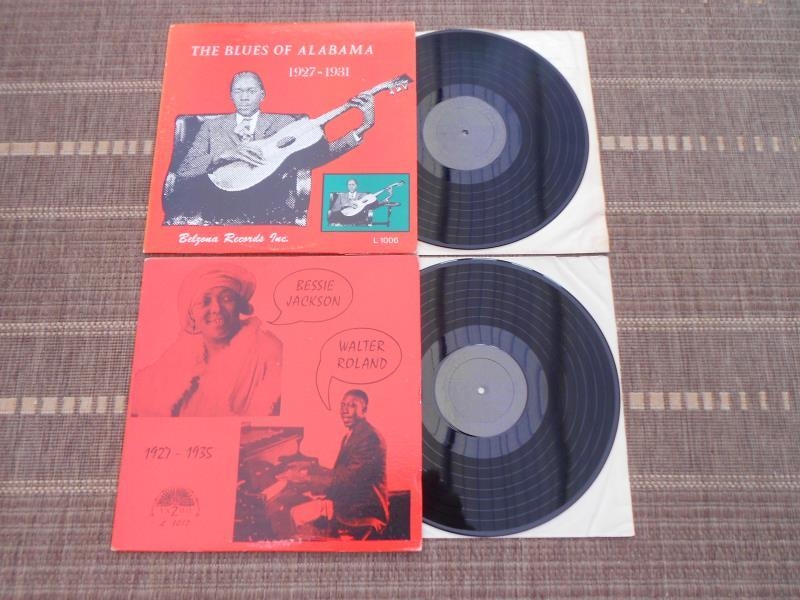 THE BLUES OF ALABAMA
1927-1931
Belzona Records Inc.
L 1006
BESSIE
JACKSON
WALTER
ROLAND
1927 - 1935